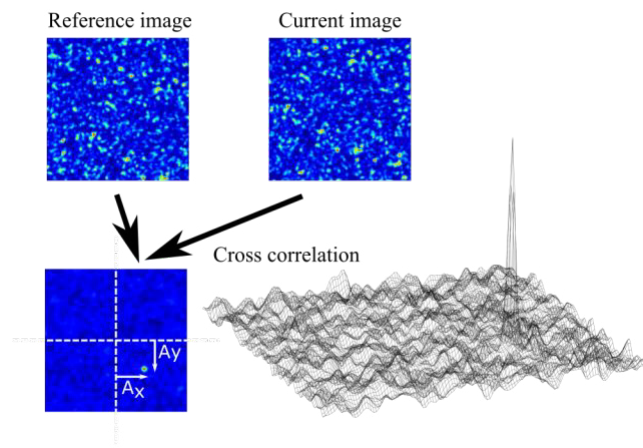 Reference image
Current image
Cross correlation
Ay
Ax